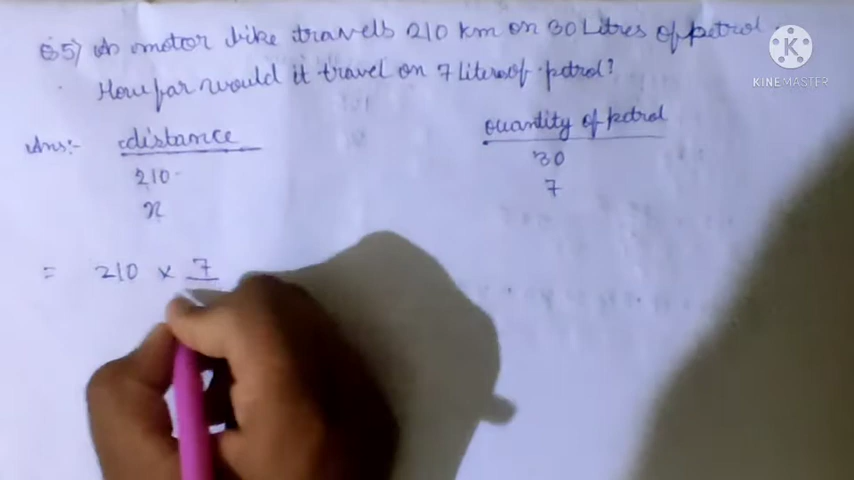 Q5) A motor bike travels 210 km on 30 Litres of petrol.
How far would it travel on 7 liters of petrol?
Ans:- distance quantity of petrol
210 30
x 7
= 210 × 7
KINEMASTER